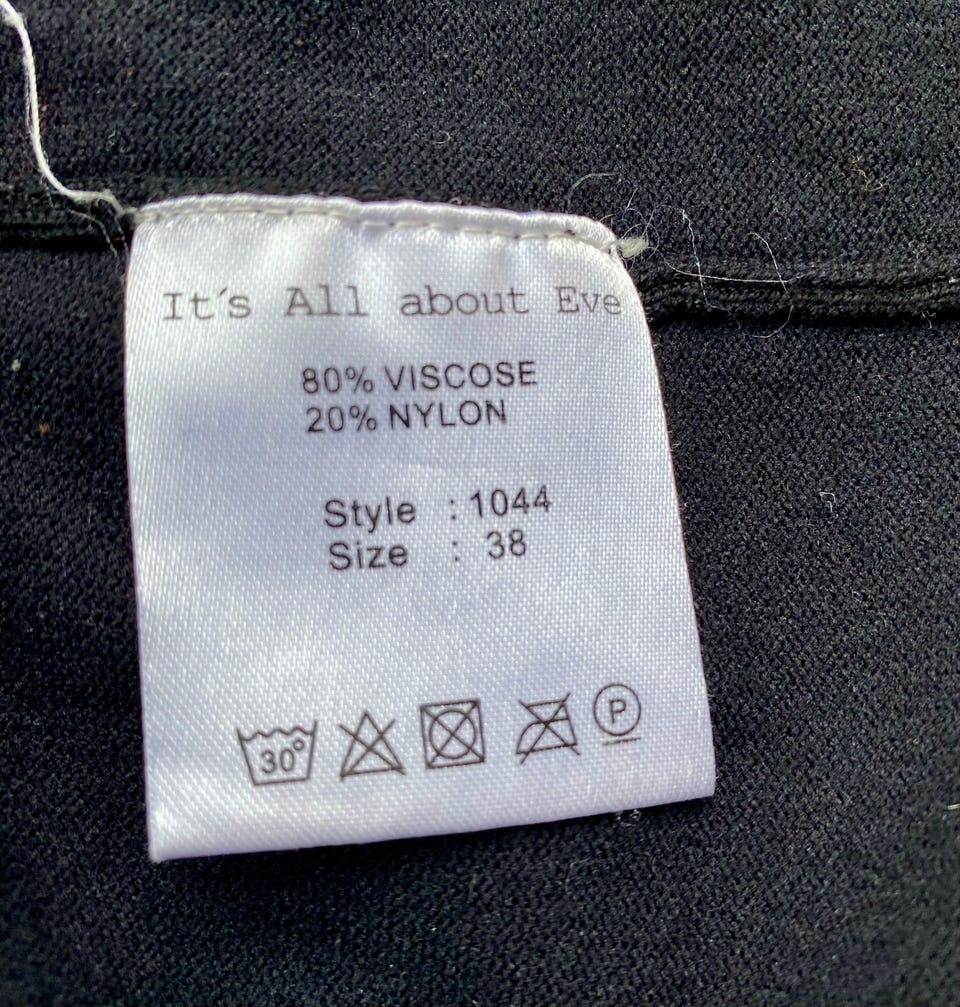 It's All about Eve
80% VISCOSE
20% NYLON
Style : 1044
Size : 38
30°
P